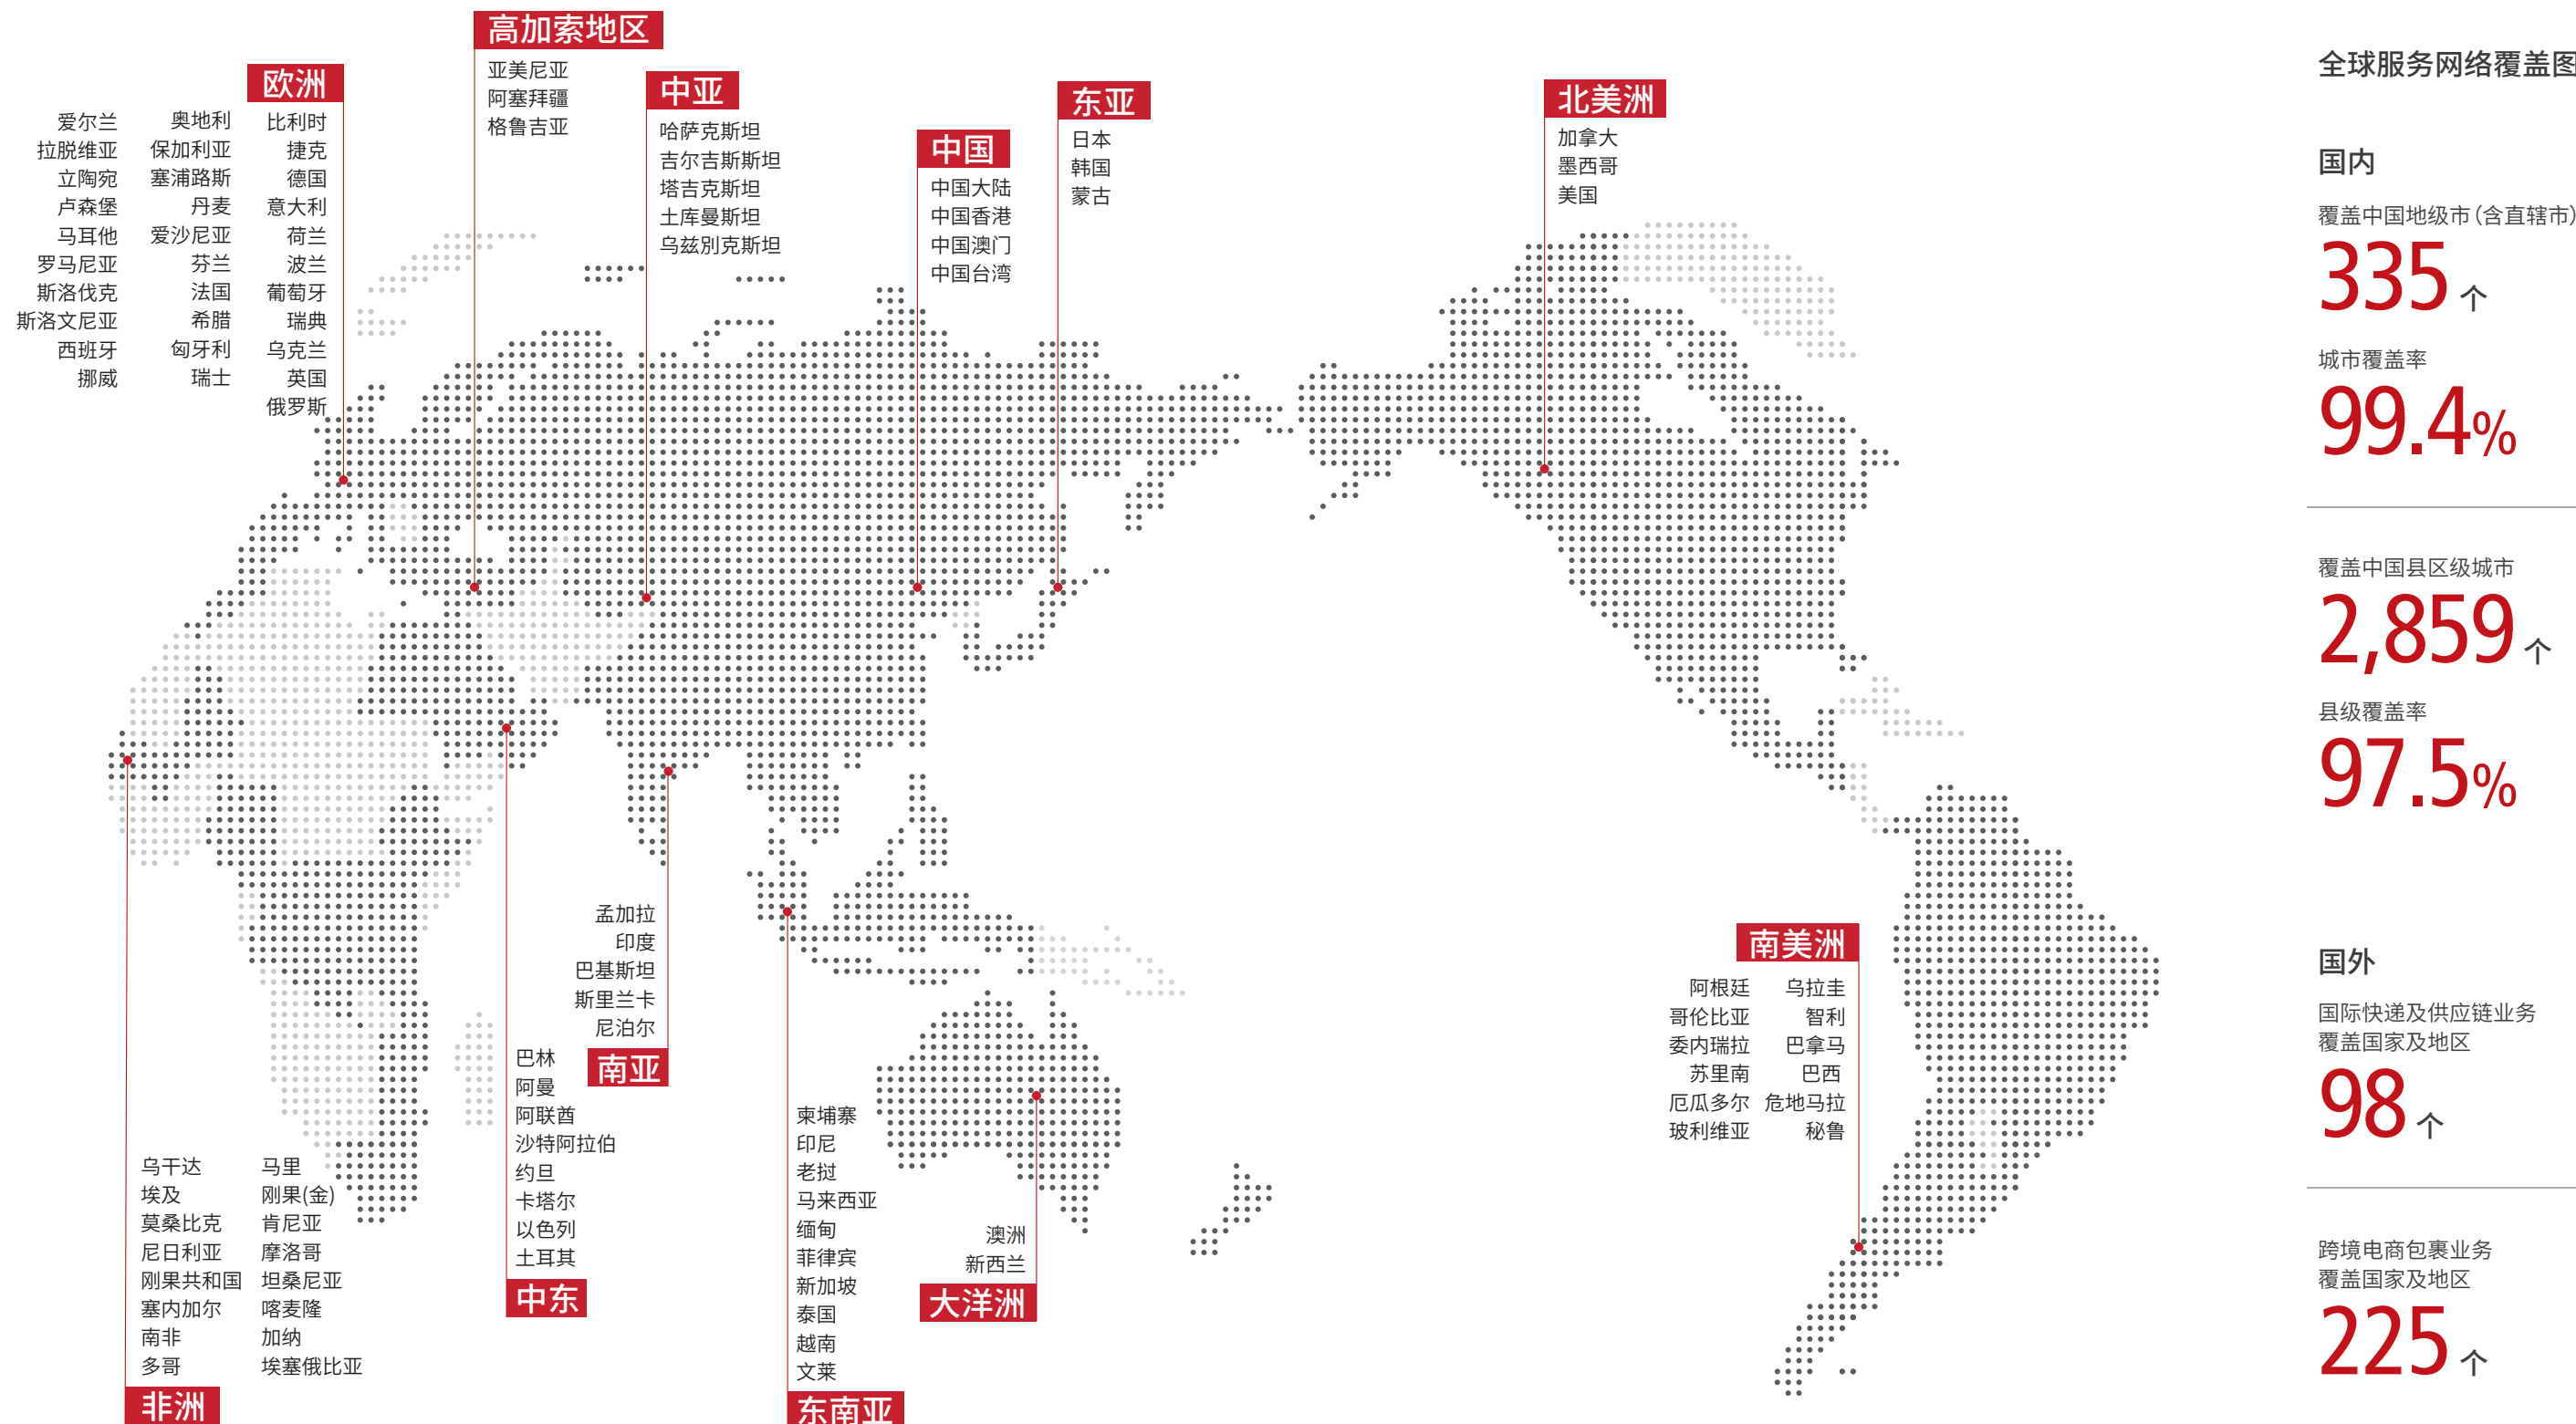 高加索地区
亚美尼亚
阿塞拜疆
格鲁吉亚
欧洲
爱尔兰
拉脱维亚
立陶宛
卢森堡
马耳他
罗马尼亚
斯洛伐克
斯洛文尼亚
西班牙
挪威
奥地利
保加利亚
塞浦路斯
丹麦
爱沙尼亚
芬兰
法国
希腊
匈牙利
瑞士
比利时
捷克
德国
意大利
荷兰
波兰
葡萄牙
瑞典
乌克兰
英国
俄罗斯
中亚
哈萨克斯坦
吉尔吉斯斯坦
塔吉克斯坦
土库曼斯坦
乌兹别克斯坦
中国
中国大陆
中国香港
中国澳门
中国台湾
东亚
日本
韩国
蒙古
北美洲
加拿大
墨西哥
美国
孟加拉
印度
巴基斯坦
斯里兰卡
尼泊尔
南亚
巴林
阿曼
阿联酋
沙特阿拉伯
约旦
卡塔尔
以色列
土耳其
中东
乌干达
埃及
莫桑比克
尼日利亚
刚果共和国
塞内加尔
南非
多哥
马里
刚果(金)
肯尼亚
摩洛哥
坦桑尼亚
喀麦隆
加纳
埃塞俄比亚
非洲
柬埔寨
印尼
老挝
马来西亚
缅甸
菲律宾
新加坡
泰国
越南
文莱
东南亚
澳洲
新西兰
大洋洲
南美洲
阿根廷
哥伦比亚
委内瑞拉
苏里南
厄瓜多尔
玻利维亚
乌拉圭
智利
巴拿马
巴西
危地马拉
秘鲁
全球服务网络覆盖图
国内
覆盖中国地级市(含直辖市)
335 个
城市覆盖率
99.4%
覆盖中国县区级城市
2,859 个
县级覆盖率
97.5%
国外
国际快递及供应链业务
覆盖国家及地区
98 个
跨境电商包裹业务
覆盖国家及地区
225 个